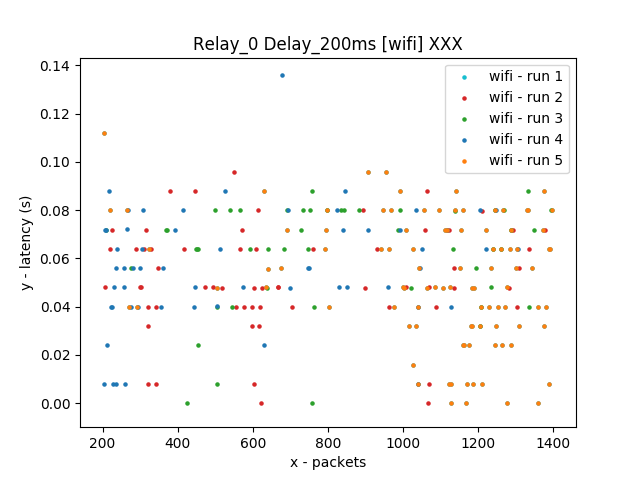 Relay_0 Delay_200ms [wifi] XXX
wifi - run 1
wifi - run 2
wifi - run 3
wifi - run 4
wifi - run 5
y - latency (s)
0.14
0.12
0.10
0.08
0.06
0.04
0.02
0.00
200 400 600 800 1000 1200 1400
x - packets